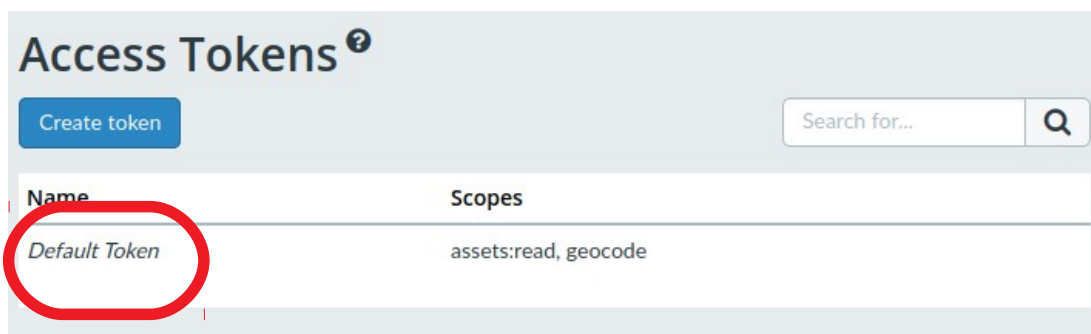 Access Tokens ?
Create token
Search for...
Name Scopes
Default Token assets:read, geocode